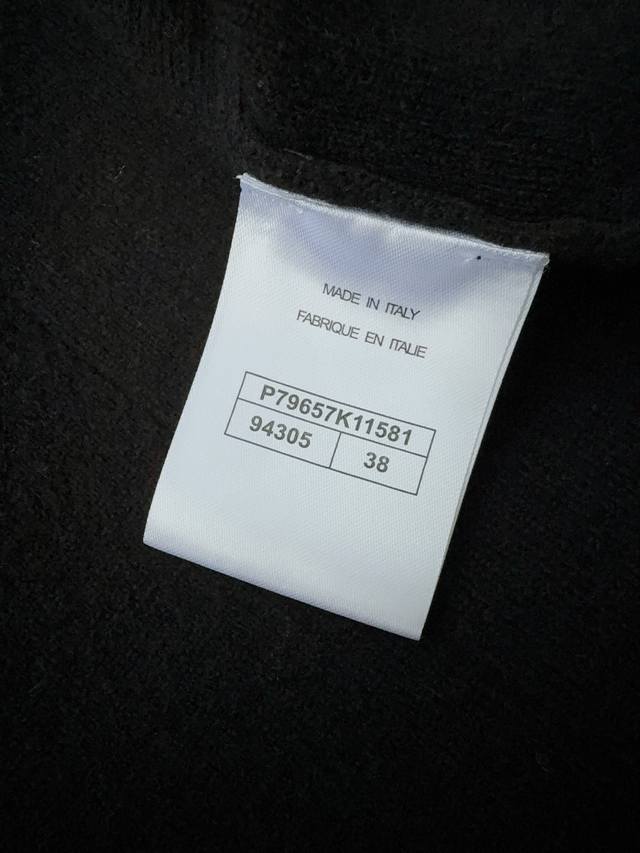 MADE IN ITALY
FABRIQUE EN ITALIE
P79657K11581
94305 38